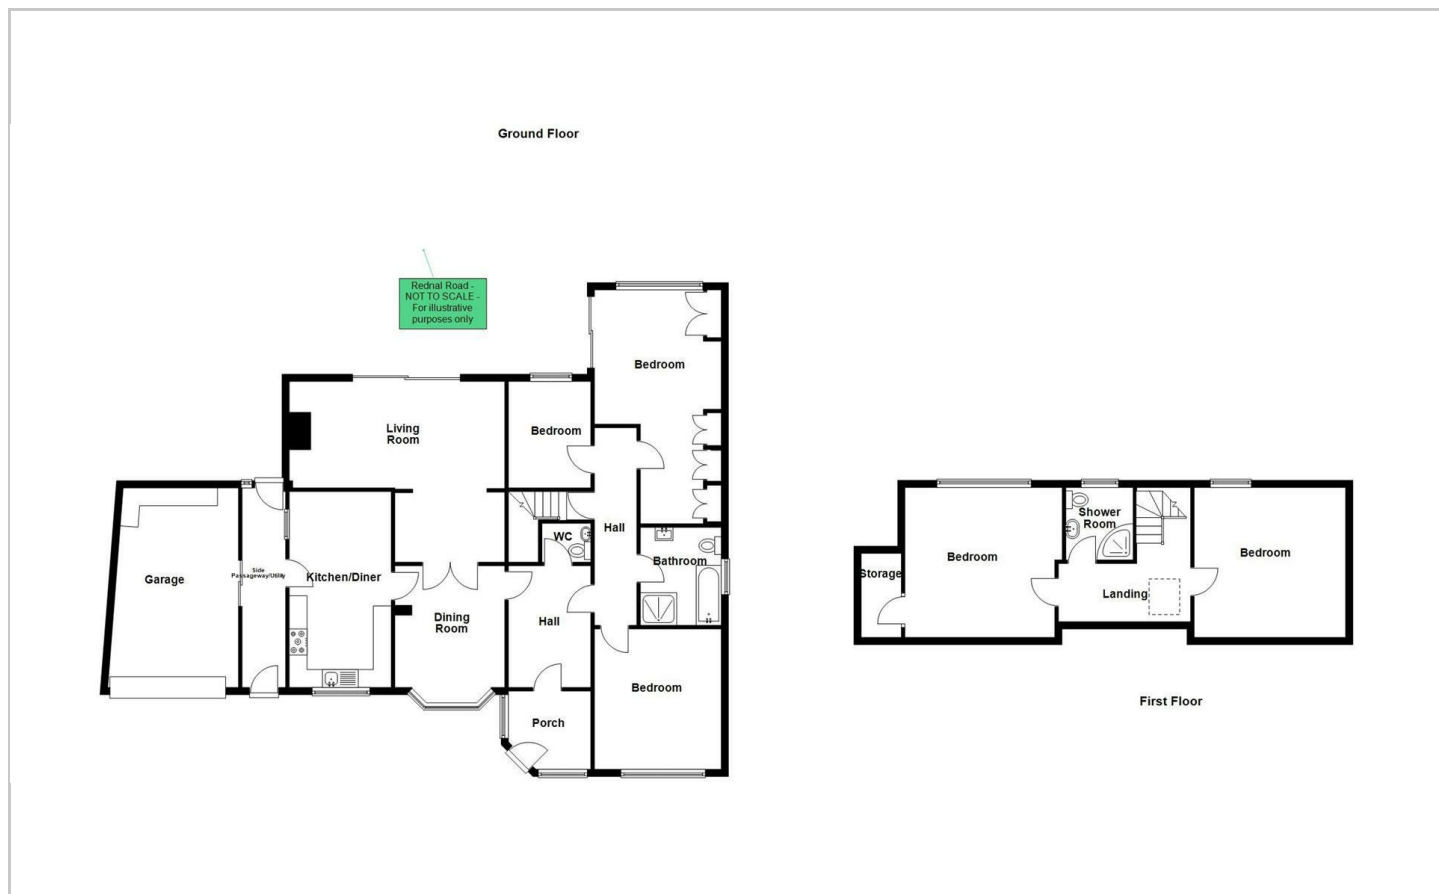 Ground Floor
Rednal Road -
NOT TO SCALE -
For illustrative
purposes only
Bedroom
Living
Room
Bedroom
Hall
WC
Bathroom
Garage
Side
Passageway/Utility
Kitchen/Diner
Dining
Room
Hall
Bedroom
Porch
Shower
Room
Bedroom
Bedroom
Storage
Landing
First Floor